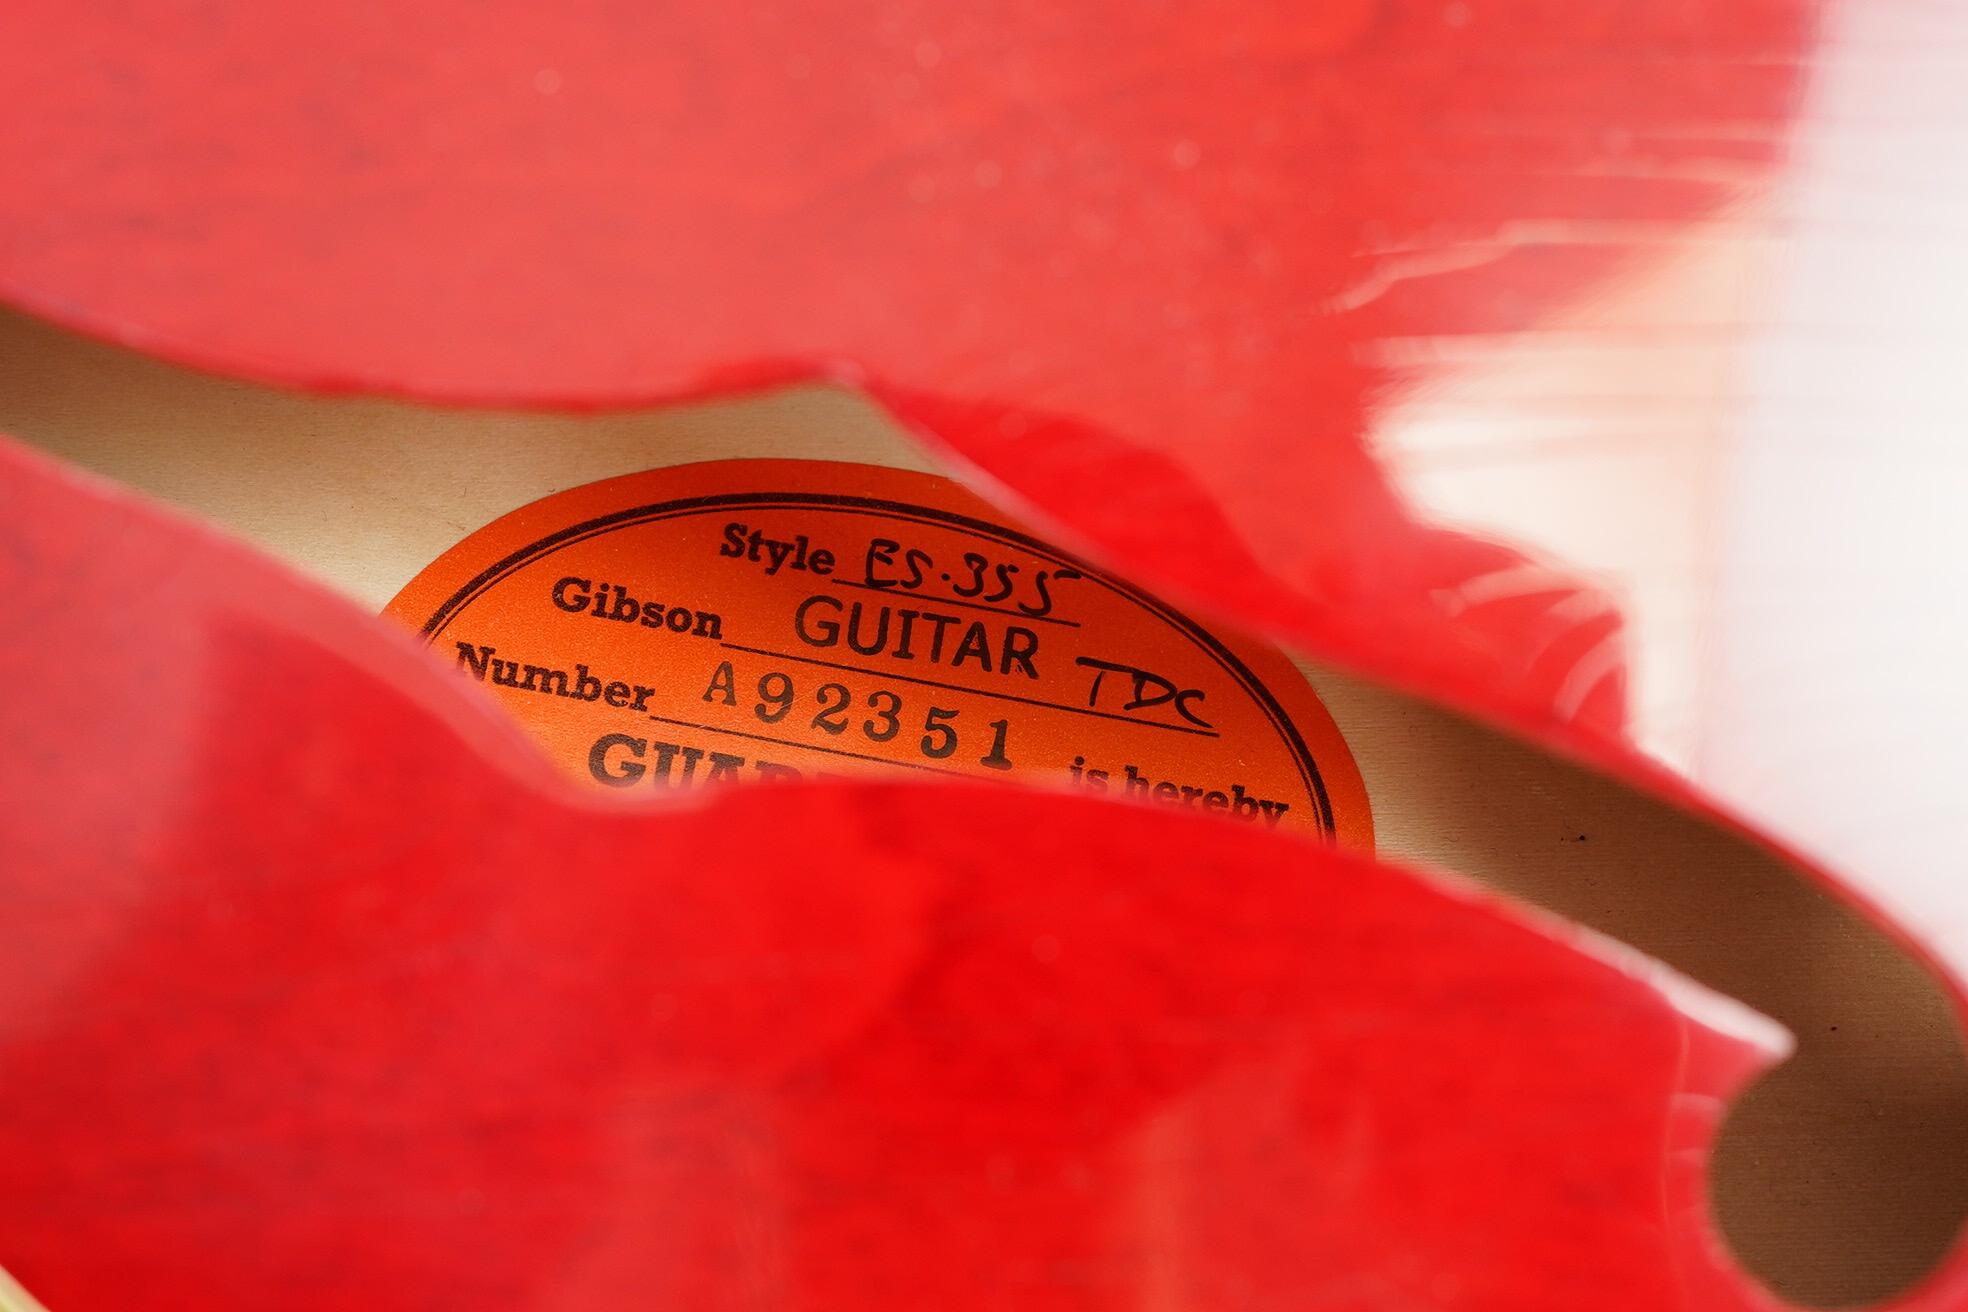 Style ES-355
Gibson GUITAR TDC
Number A92351 is hereby